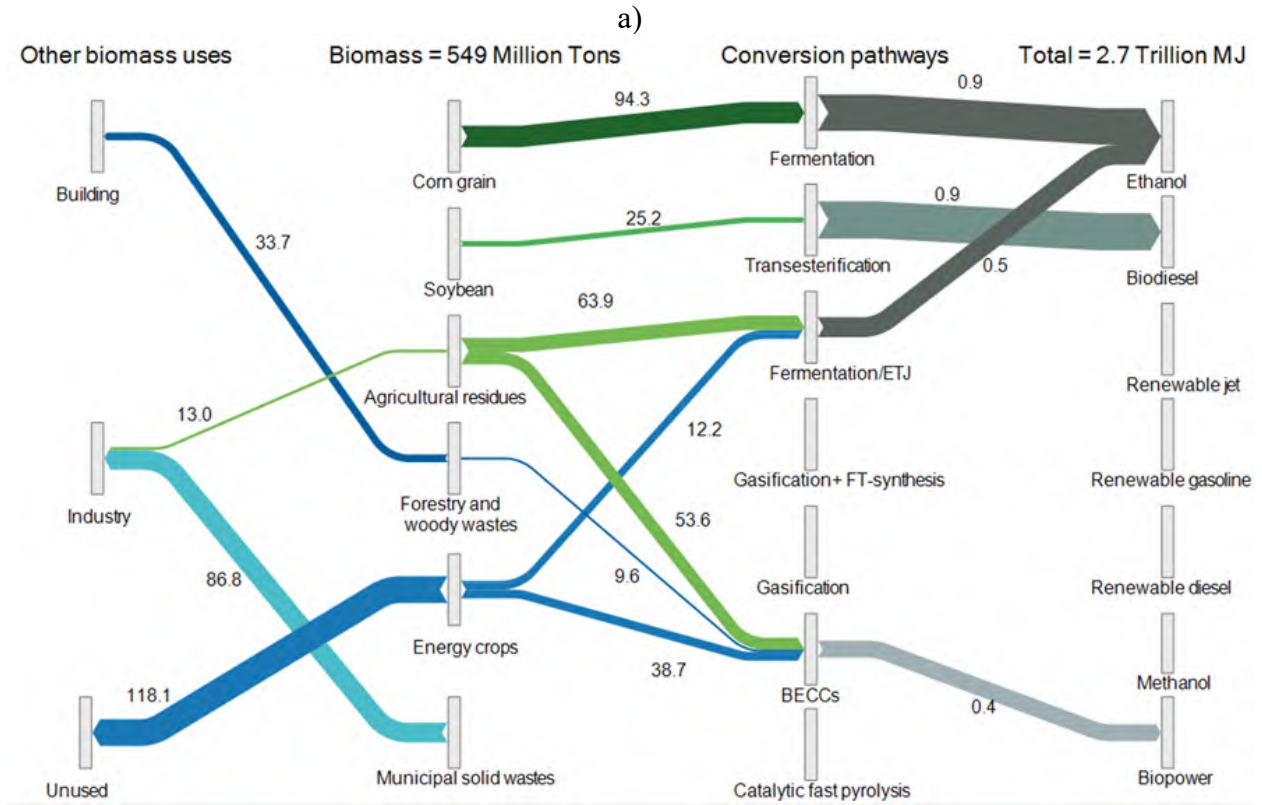 a)
Other biomass uses
Biomass = 549 Million Tons
Conversion pathways
Total = 2.7 Trillion MJ
94.3
0.9
Building
Corn grain
Fermentation
Ethanol
33.7
25.2
0.9
Soybean
Transesterification
0.5
Biodiesel
63.9
13.0
Agricultural residues
Fermentation/ETJ
Renewable jet
12.2
Industry
Forestry and
woody wastes
Gasification+ FT-synthesis
Renewable gasoline
53.6
86.8
9.6
Gasification
Renewable diesel
Energy crops
38.7
118.1
BECCs
0.4
Methanol
Unused
Municipal solid wastes
Catalytic fast pyrolysis
Biopower